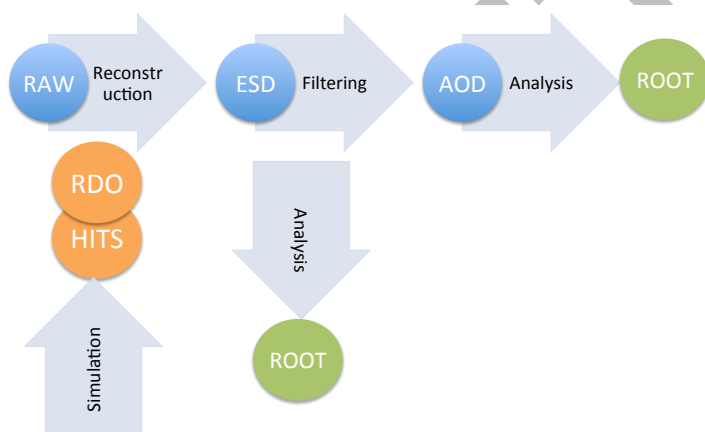 RAW
Reconstr
uction
ESD
Filtering
AOD
Analysis
ROOT
RDO
HITS
Analysis
ROOT
Simulation